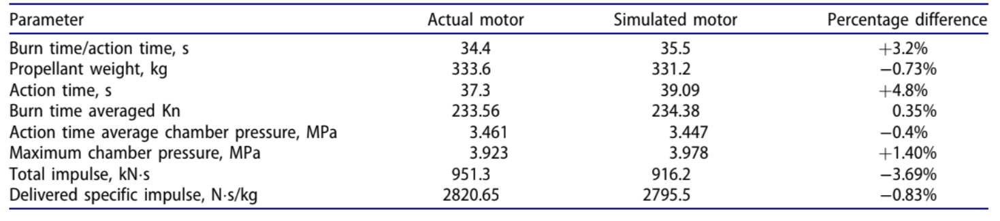 Parameter Actual motor Simulated motor Percentage difference
Burn time/action time, s 34.4 35.5 +3.2%
Propellant weight, kg 333.6 331.2 −0.73%
Action time, s 37.3 39.09 +4.8%
Burn time averaged Kn 233.56 234.38 0.35%
Action time average chamber pressure, MPa 3.461 3.447 −0.4%
Maximum chamber pressure, MPa 3.923 3.978 +1.40%
Total impulse, kN·s 951.3 916.2 −3.69%
Delivered specific impulse, N·s/kg 2820.65 2795.5 −0.83%